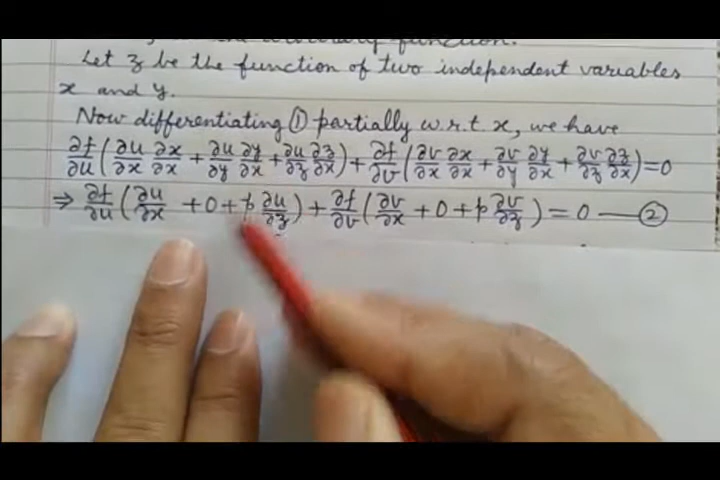 function.
Let z be the function of two independent variables
x and y.
Now differentiating ① partially w.r.t x, we have
∂f/∂u (∂u/∂x ∂x/∂x + ∂u/∂y ∂y/∂x + ∂u/∂z ∂z/∂x) + ∂f/∂v (∂v/∂x ∂x/∂x + ∂v/∂y ∂y/∂x + ∂v/∂z ∂z/∂x) = 0
⇒ ∂f/∂u (∂u/∂x + 0 + p ∂u/∂z) + ∂f/∂v (∂v/∂x + 0 + p ∂v/∂z) = 0 — ②